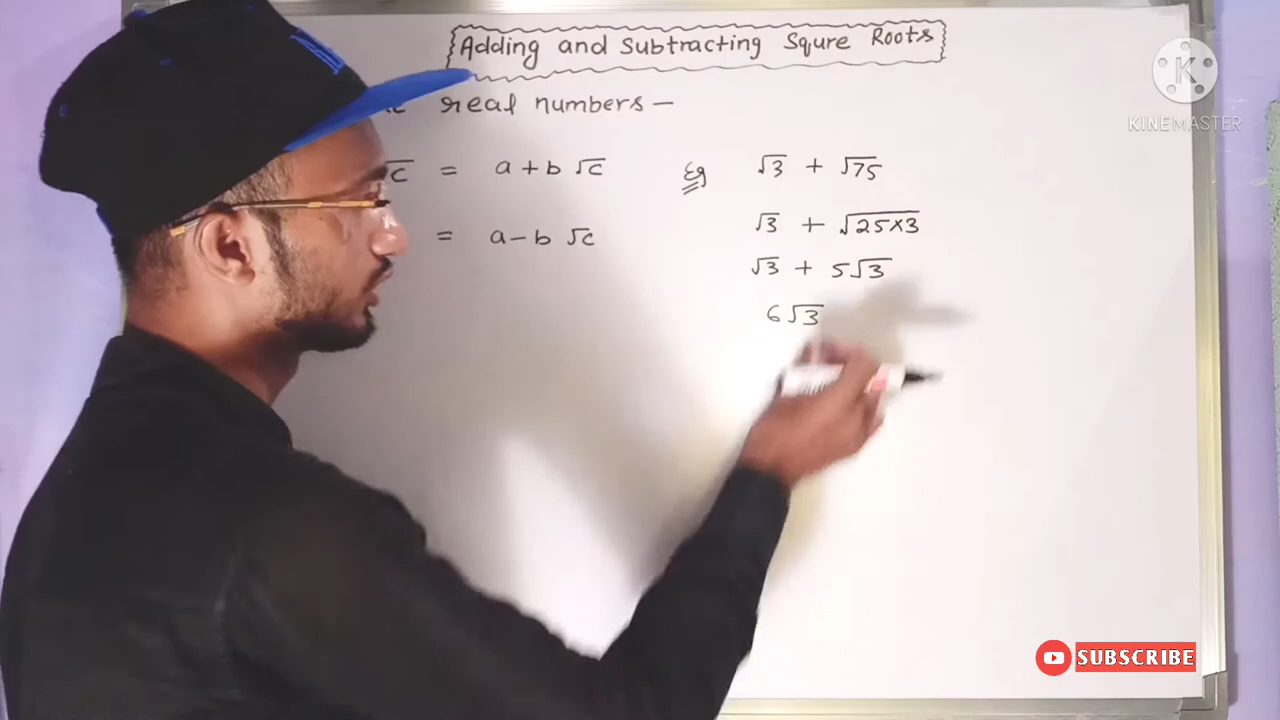 Adding and Subtracting Squre Roots
real numbers —
√c = a + b √c
= a – b √c
Eg √3 + √75
√3 + √25×3
√3 + 5√3
6√3
K
KINEMASTER
SUBSCRIBE